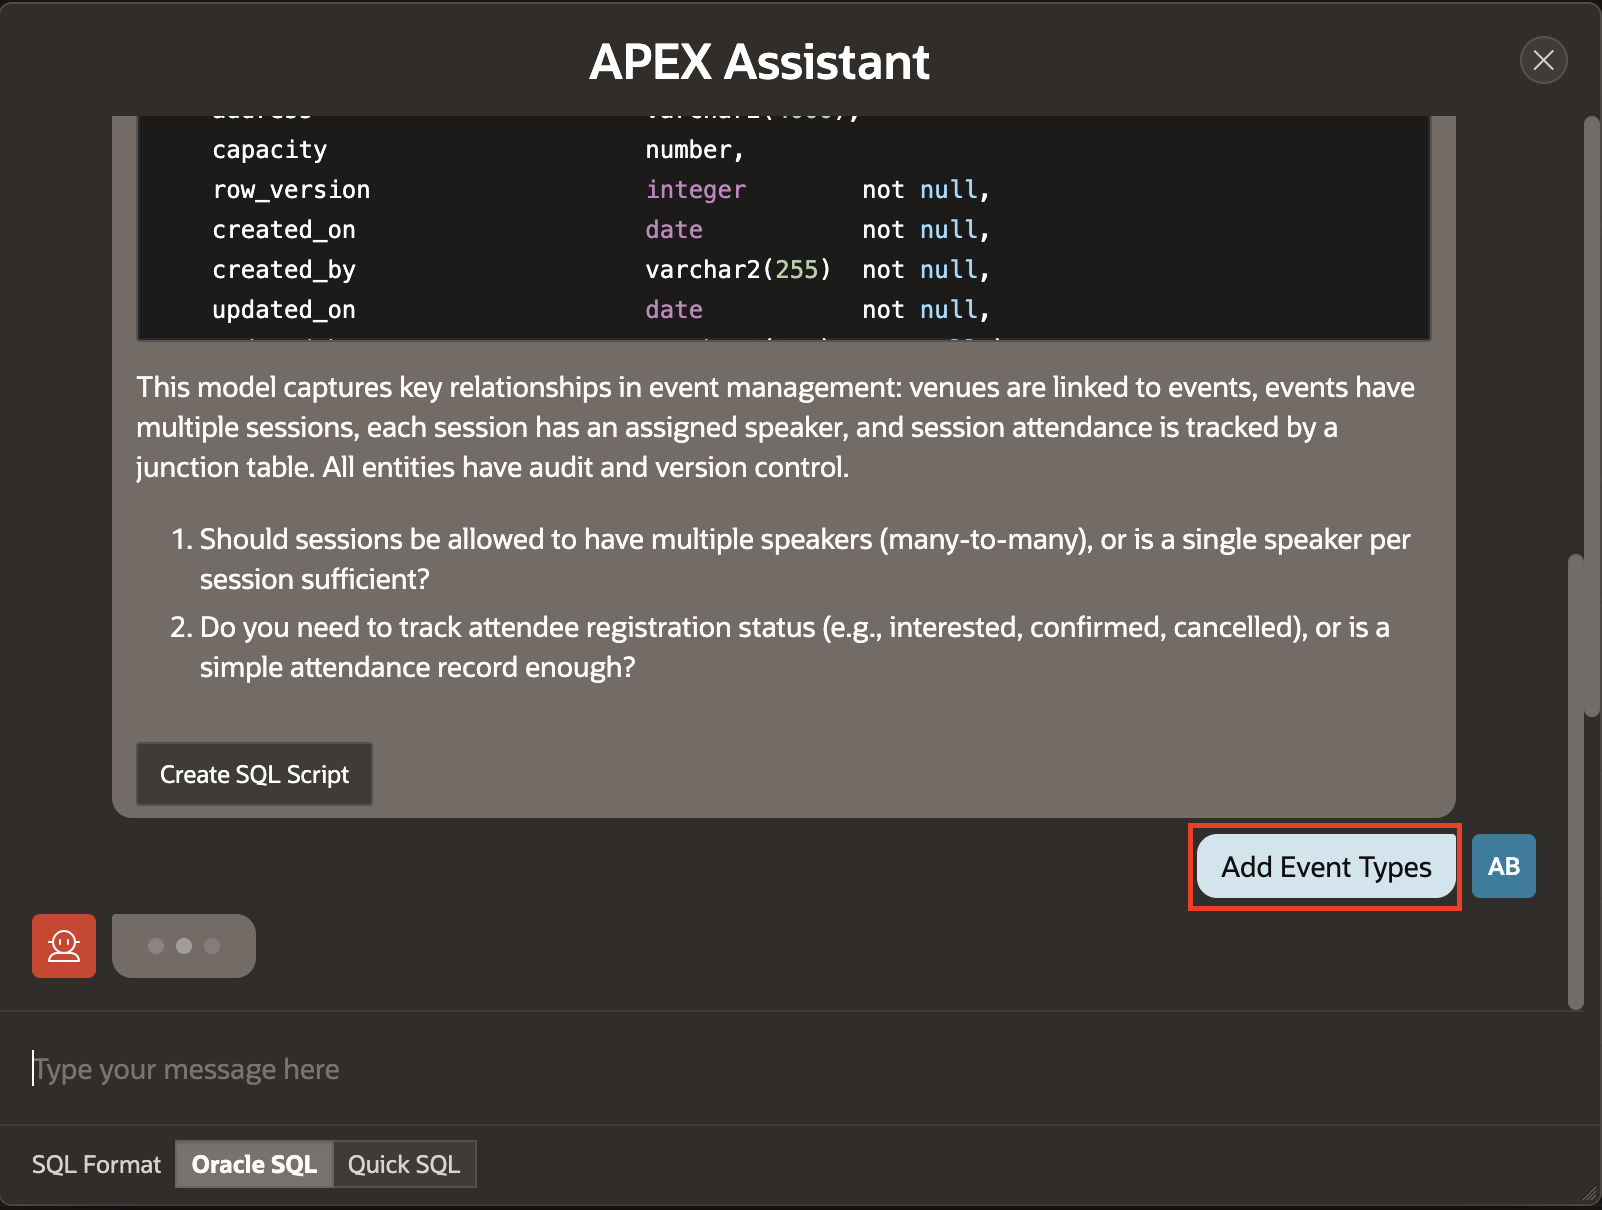 APEX Assistant
capacity number,
row_version integer not null,
created_on date not null,
created_by varchar2(255) not null,
updated_on date not null,
This model captures key relationships in event management: venues are linked to events, events have
multiple sessions, each session has an assigned speaker, and session attendance is tracked by a
junction table. All entities have audit and version control.
1. Should sessions be allowed to have multiple speakers (many-to-many), or is a single speaker per
session sufficient?
2. Do you need to track attendee registration status (e.g., interested, confirmed, cancelled), or is a
simple attendance record enough?
Create SQL Script
Add Event Types
AB
Type your message here
SQL Format Oracle SQL Quick SQL